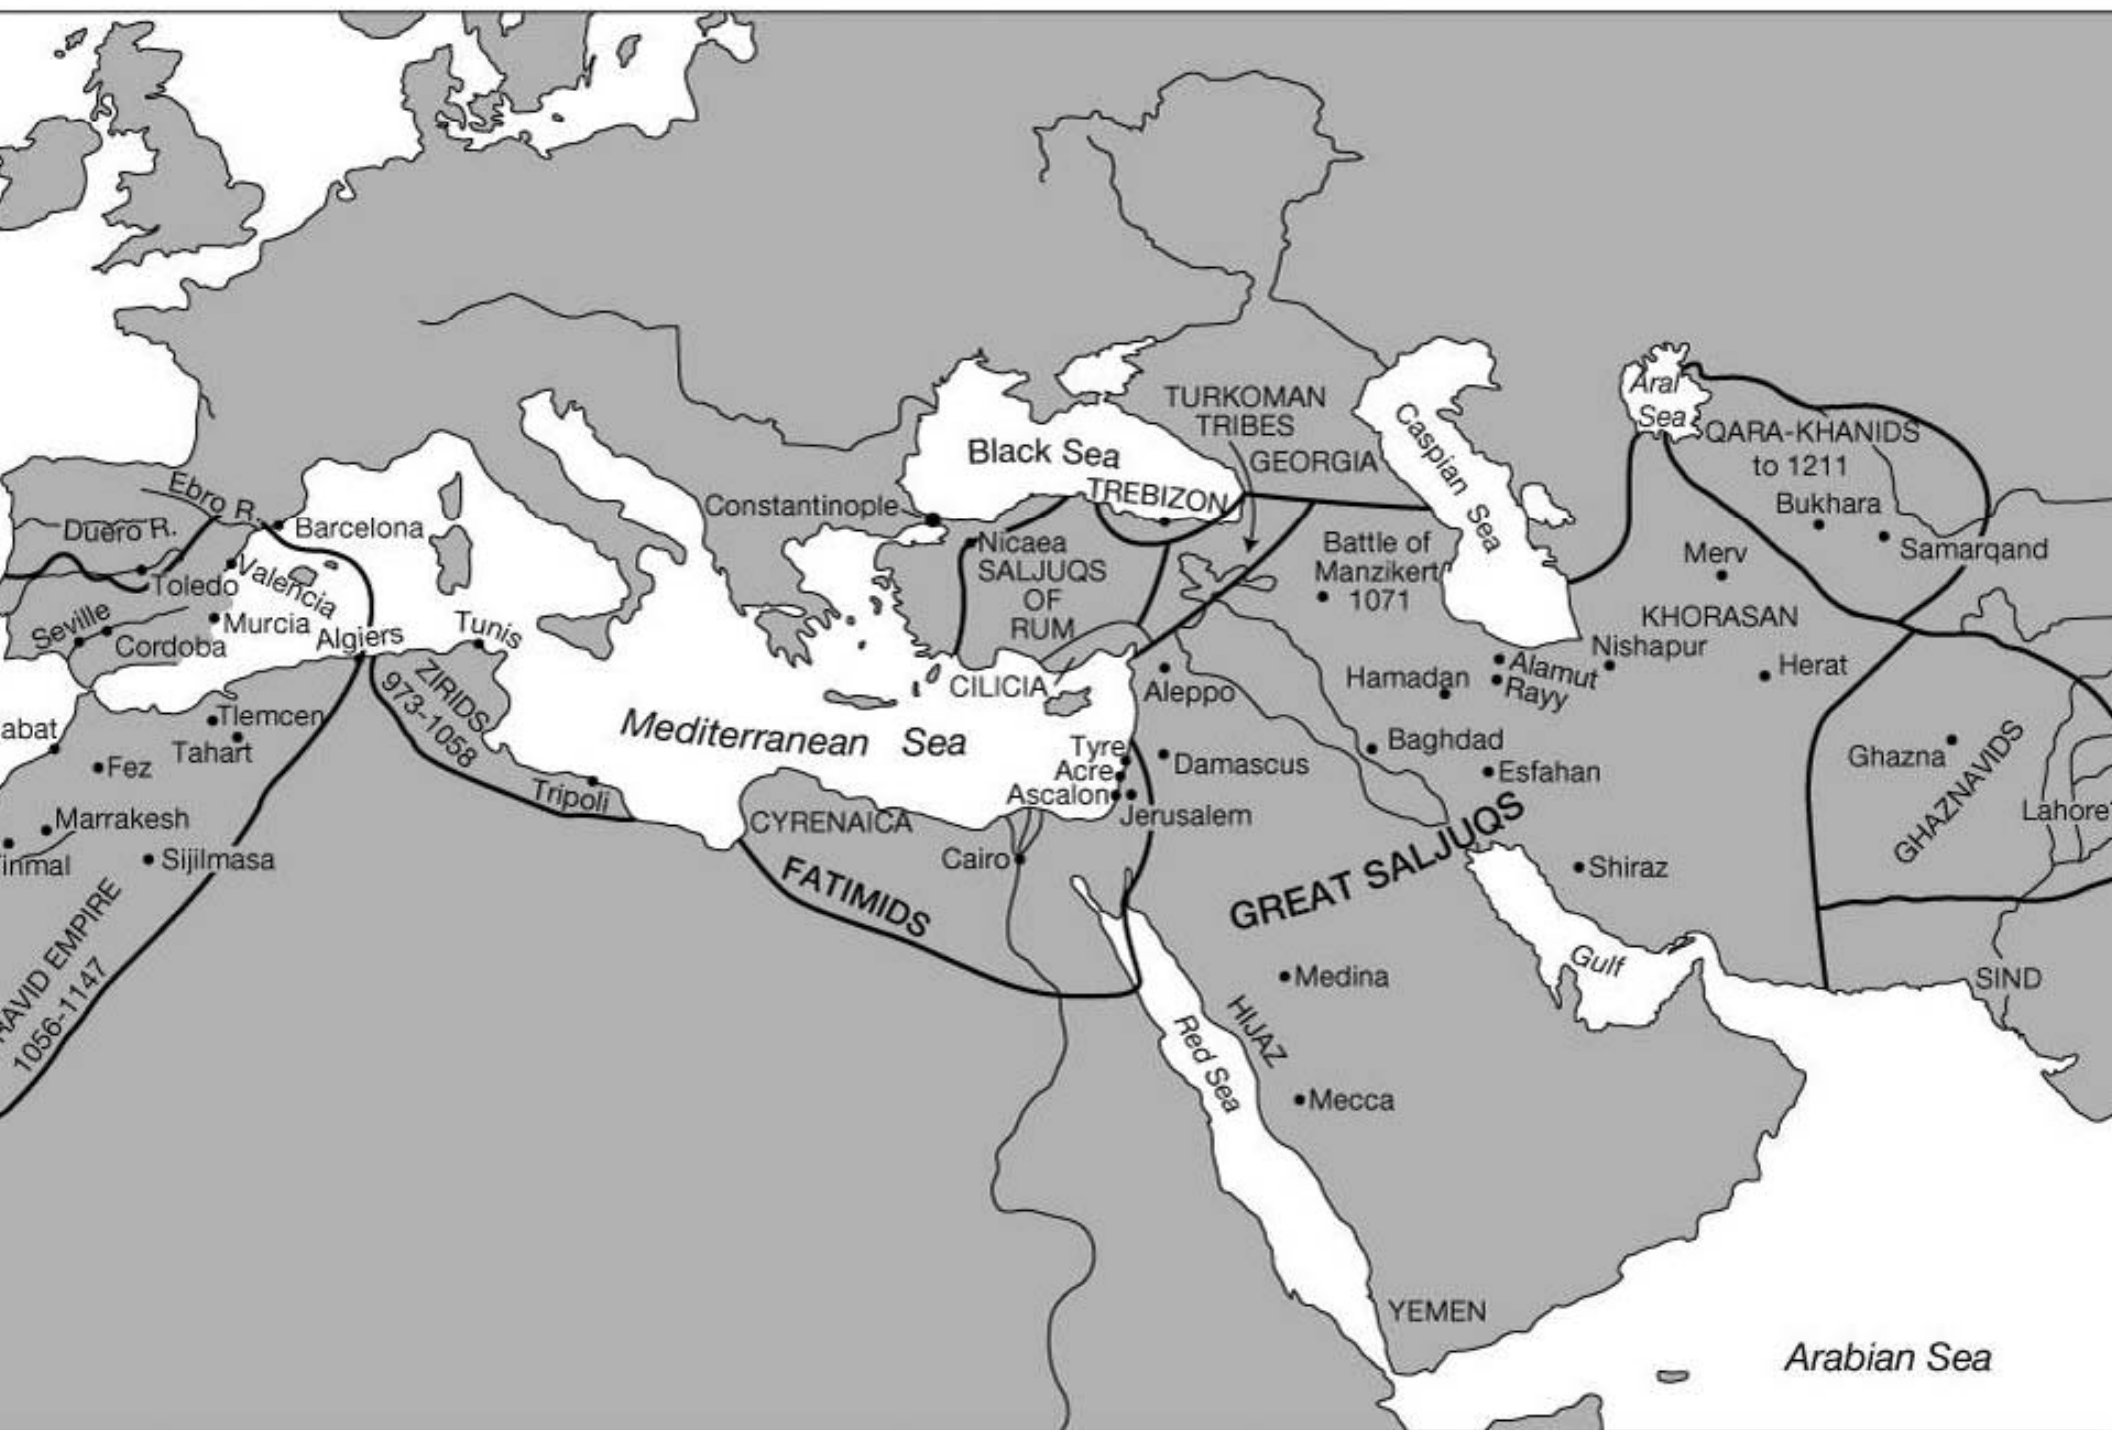 TURKOMAN
TRIBES
GEORGIA
Black Sea
TREBIZON
Constantinople
Caspian Sea
Aral
Sea
QARA-KHANIDS
to 1211
Bukhara
Samarqand
Merv
KHORASAN
Nishapur
Herat
Battle of
Manzikert
1071
Nicaea
SALJUQS
OF
RUM
CILICIA
Ebro R.
Duero R.
Barcelona
Toledo
Valencia
Seville
Cordoba
Murcia
Algiers
Tunis
ZIRIDS
973-1058
Tlemcen
Tahart
abat
Fez
Marrakesh
inmal
Sijilmasa
RAVID EMPIRE
1056-1147
Mediterranean Sea
Tripoli
CYRENAICA
FATIMIDS
Cairo
Aleppo
Tyre
Acre
Ascalon
Damascus
Jerusalem
Hamadan
Alamut
Rayy
Baghdad
Esfahan
GREAT SALJUQS
Shiraz
Ghazna
GHAZNAVIDS
Lahore
Gulf
SIND
Medina
HIJAZ
Red Sea
Mecca
YEMEN
Arabian Sea